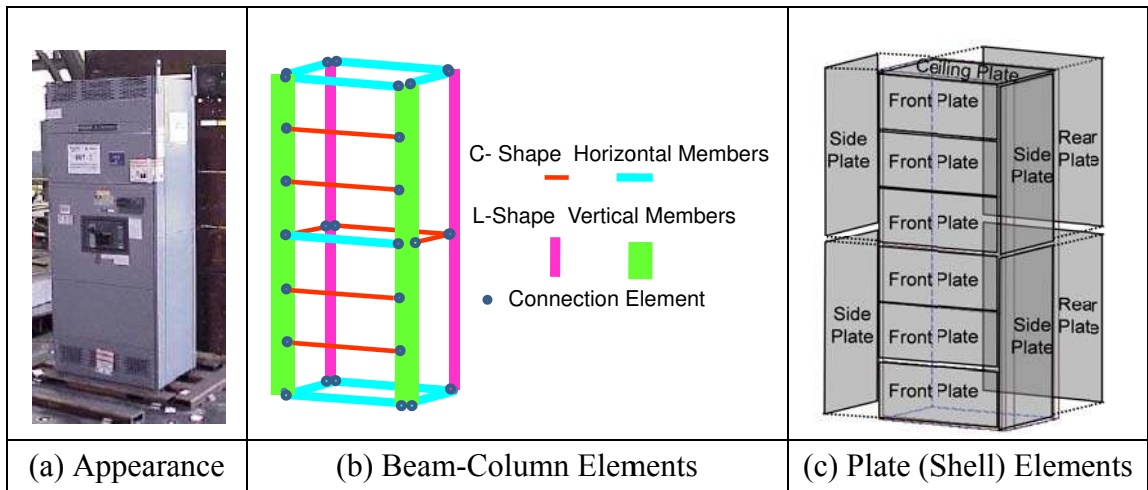 C- Shape Horizontal Members
L-Shape Vertical Members
Connection Element
Ceiling Plate
Front Plate
Front Plate
Front Plate
Front Plate
Front Plate
Front Plate
Side
Plate
Side
Plate
Rear
Plate
Side
Plate
Side
Plate
Rear
Plate
(a) Appearance
(b) Beam-Column Elements
(c) Plate (Shell) Elements